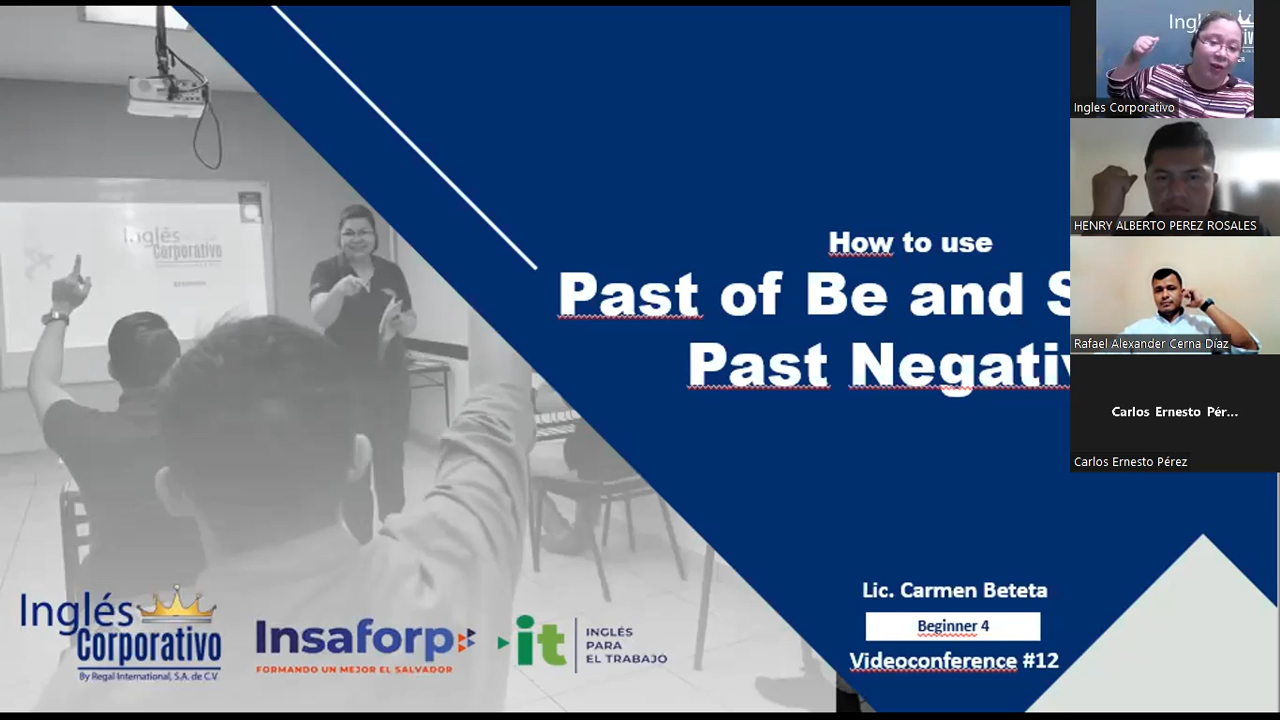 How to use
Past of Be and
Past Negativ
Lic. Carmen Beteta
Beginner 4
Videoconference #12
Inglés
Corporativo
By Regal International, S.A. de C.V.
Insaforp
FORMANDO UN MEJOR EL SALVADOR
it
INGLÉS
PARA
EL TRABAJO
Inglés
Corporativo
Ingles Corporativo
HENRY ALBERTO PEREZ ROSALES
Rafael Alexander Cerna Díaz
Carlos Ernesto Pér...
Carlos Ernesto Pérez